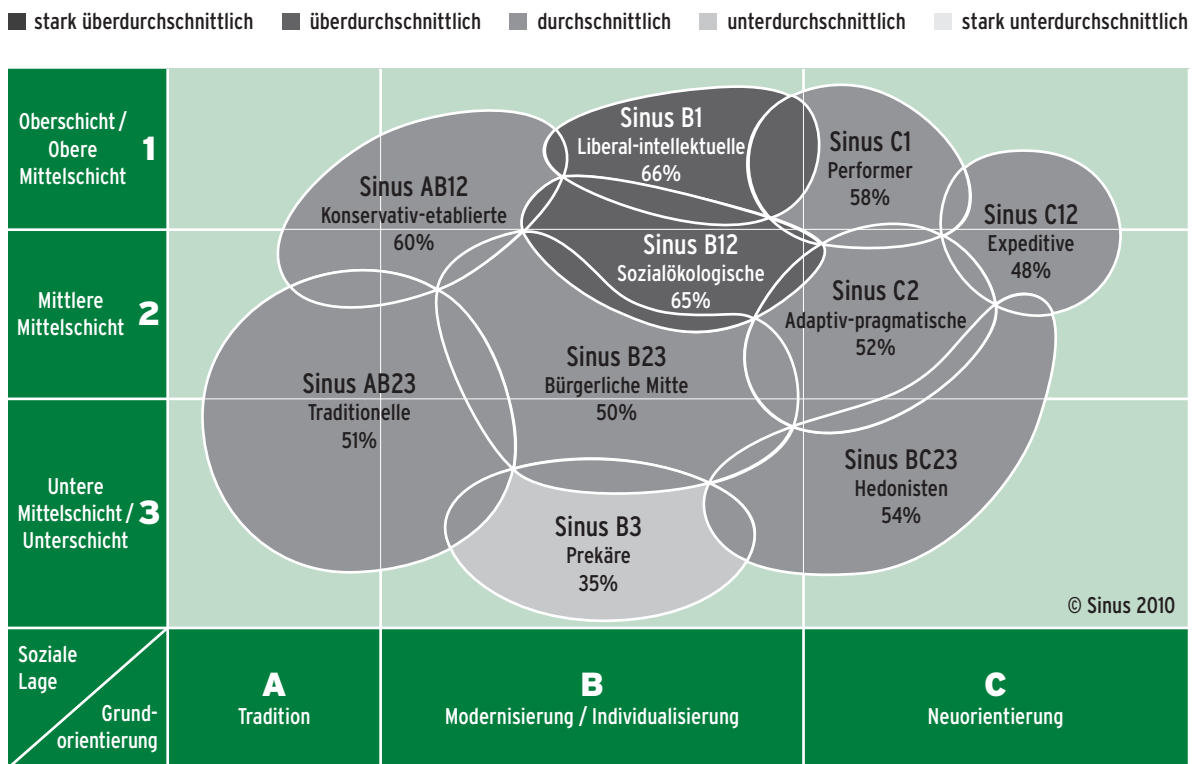 stark überdurchschnittlich überdurchschnittlich durchschnittlich unterdurchschnittlich stark unterdurchschnittlich
Oberschicht /
Obere
Mittelschicht
1
Mittlere
Mittelschicht
2
Untere
Mittelschicht /
Unterschicht
3
Sinus AB12
Konservativ-etablierte
60%
Sinus B1
Liberal-intellektuelle
66%
Sinus C1
Performer
58%
Sinus C12
Expeditive
48%
Sinus B12
Sozialökologische
65%
Sinus C2
Adaptiv-pragmatische
52%
Sinus AB23
Traditionelle
51%
Sinus B23
Bürgerliche Mitte
50%
Sinus BC23
Hedonisten
54%
Sinus B3
Prekäre
35%
© Sinus 2010
Soziale
Lage
Grund-
orientierung
A
Tradition
B
Modernisierung / Individualisierung
C
Neuorientierung